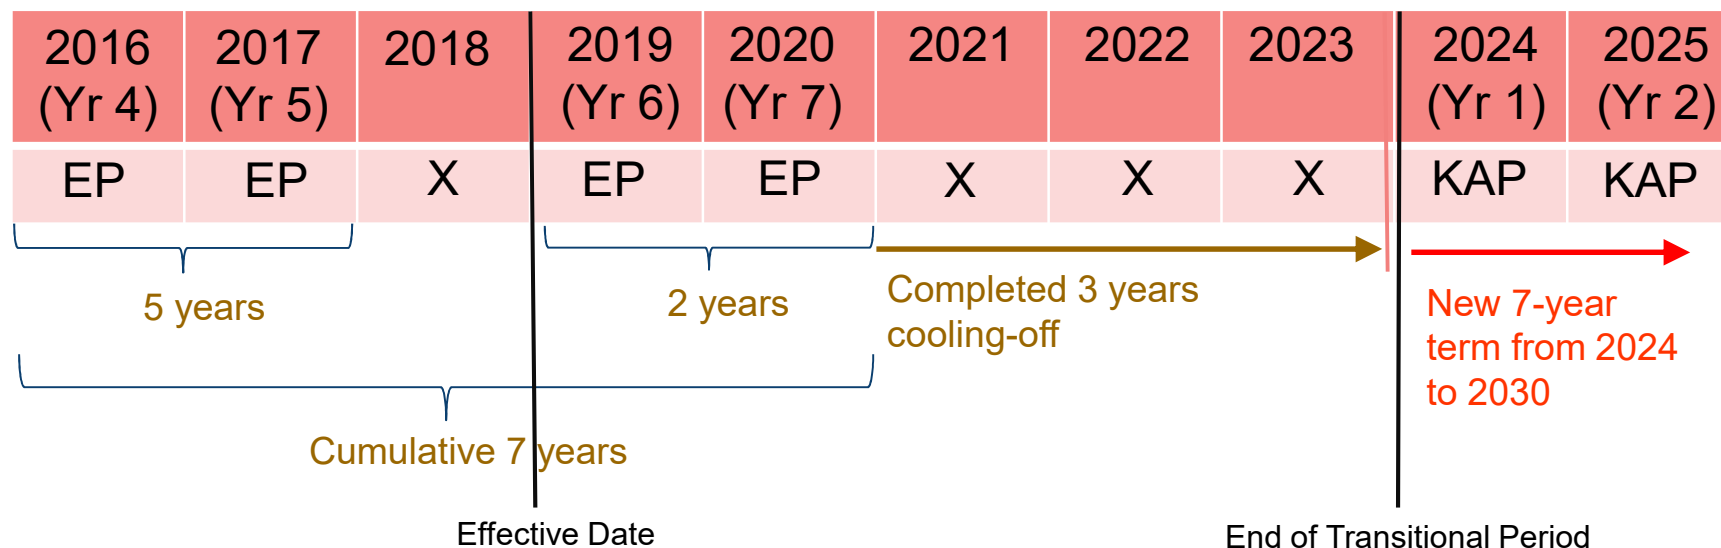 2016 2017 2018 2019 2020 2021 2022 2023 2024 2025
(Yr 4) (Yr 5) (Yr 6) (Yr 7) (Yr 1) (Yr 2)
EP EP X EP EP X X X KAP KAP
5 years
2 years
Completed 3 years
cooling-off
New 7-year
term from 2024
to 2030
Cumulative 7 years
Effective Date
End of Transitional Period